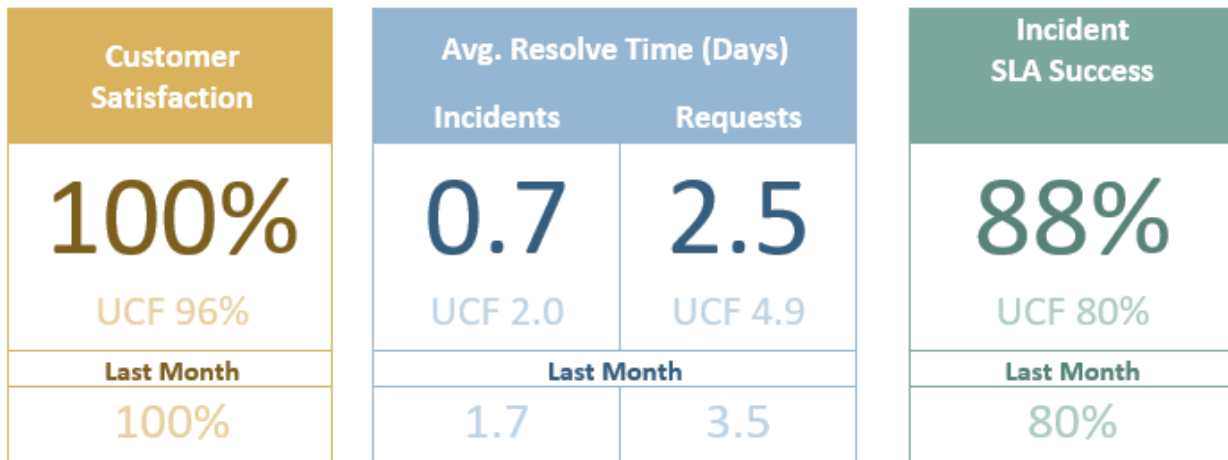 Customer
Satisfaction
100%
UCF 96%
Last Month
100%
Avg. Resolve Time (Days)
Incidents Requests
0.7 2.5
UCF 2.0 UCF 4.9
Last Month
1.7 3.5
Incident
SLA Success
88%
UCF 80%
Last Month
80%